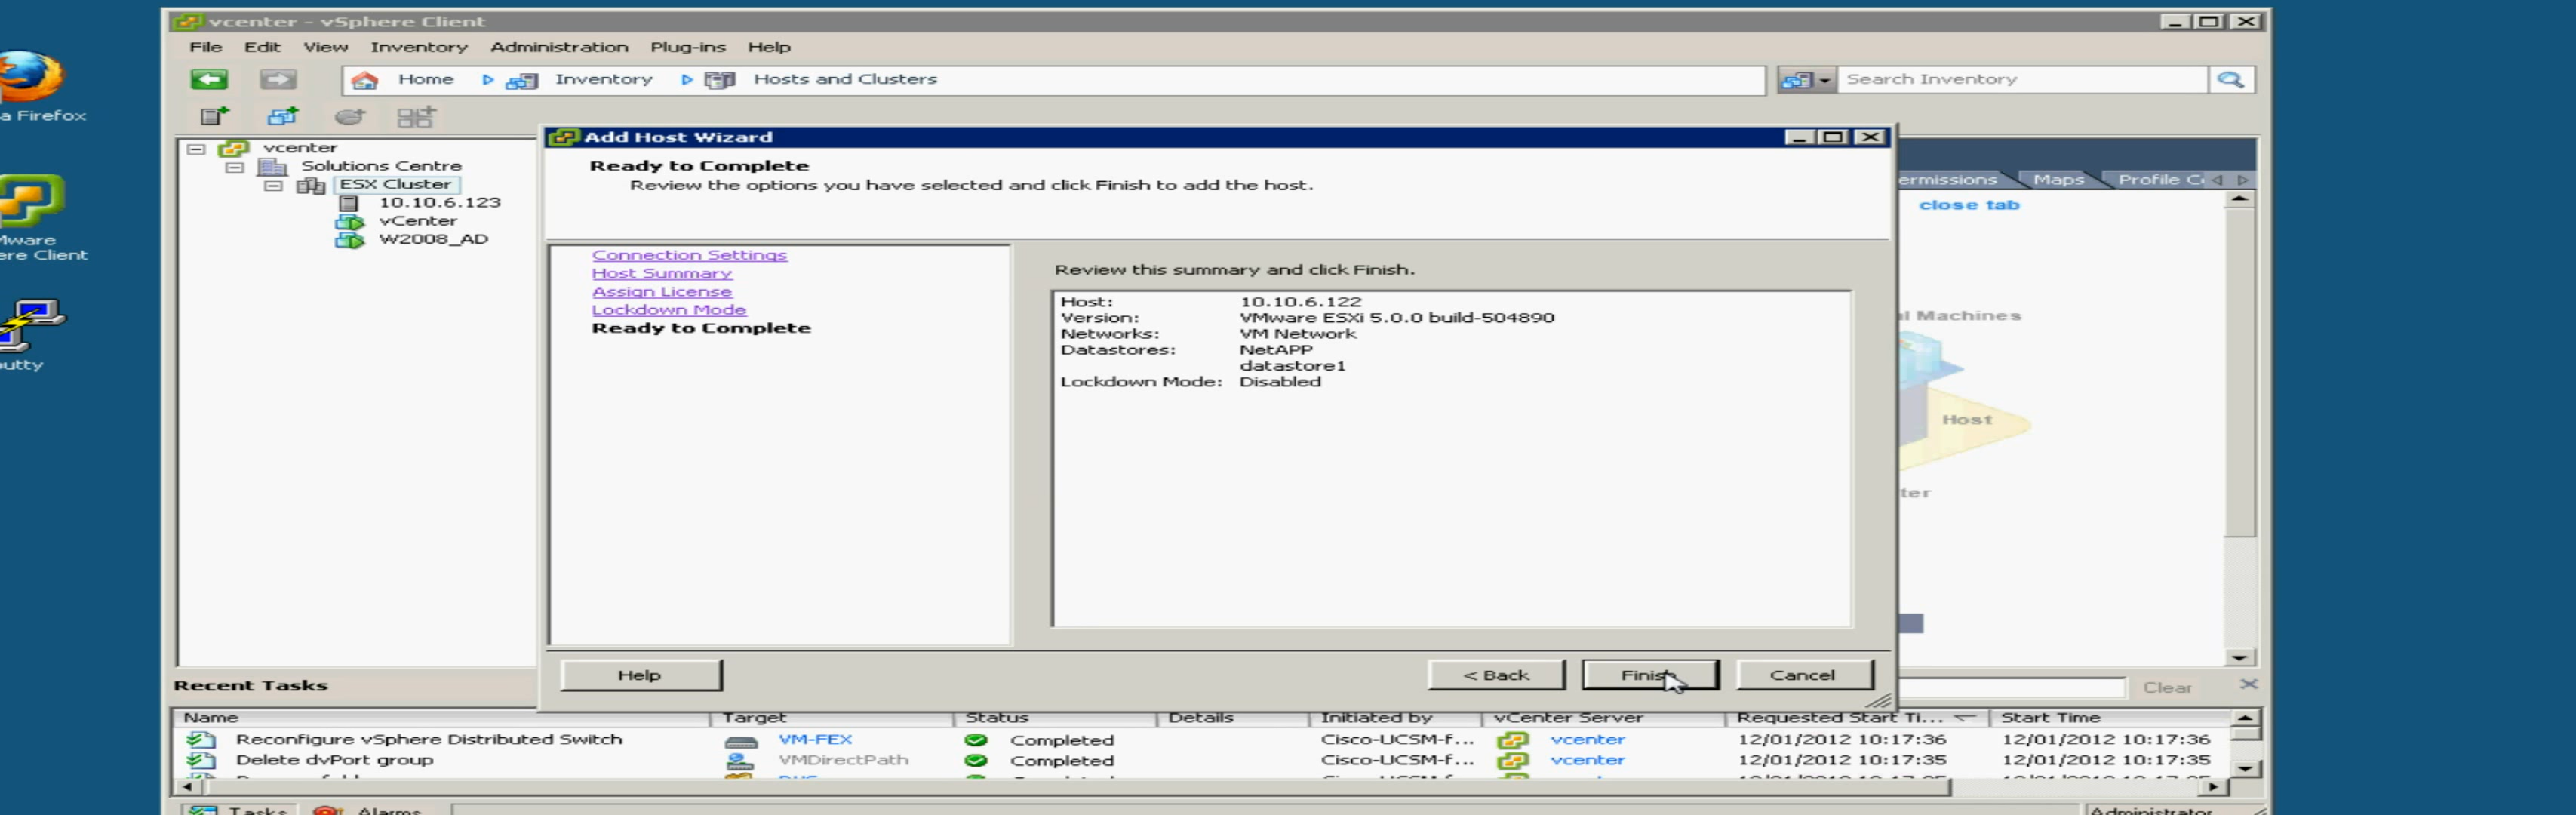 vcenter - vSphere Client
File Edit View Inventory Administration Plug-ins Help
Home Inventory Hosts and Clusters
Search Inventory
a Firefox
Mware
ere Client
utty
vcenter
Solutions Centre
ESX Cluster
10.10.6.123
vCenter
W2008_AD
Add Host Wizard
Ready to Complete
Review the options you have selected and click Finish to add the host.
Connection Settings
Host Summary
Assign License
Lockdown Mode
Ready to Complete
Review this summary and click Finish.
Host: 10.10.6.122
Version: VMware ESXi 5.0.0 build-504890
Networks: VM Network
Datastores: NetAPP
datastore1
Lockdown Mode: Disabled
Help < Back Finish Cancel
ermissions Maps Profile C
close tab
l Machines
Host
ter
Recent Tasks
Clear
Name Target Status Details Initiated by vCenter Server Requested Start Ti... Start Time
Reconfigure vSphere Distributed Switch VM-FEX Completed Cisco-UCSM-f... vcenter 12/01/2012 10:17:36 12/01/2012 10:17:36
Delete dvPort group VMDirectPath Completed Cisco-UCSM-f... vcenter 12/01/2012 10:17:35 12/01/2012 10:17:35
Tasks Alarms Administrator